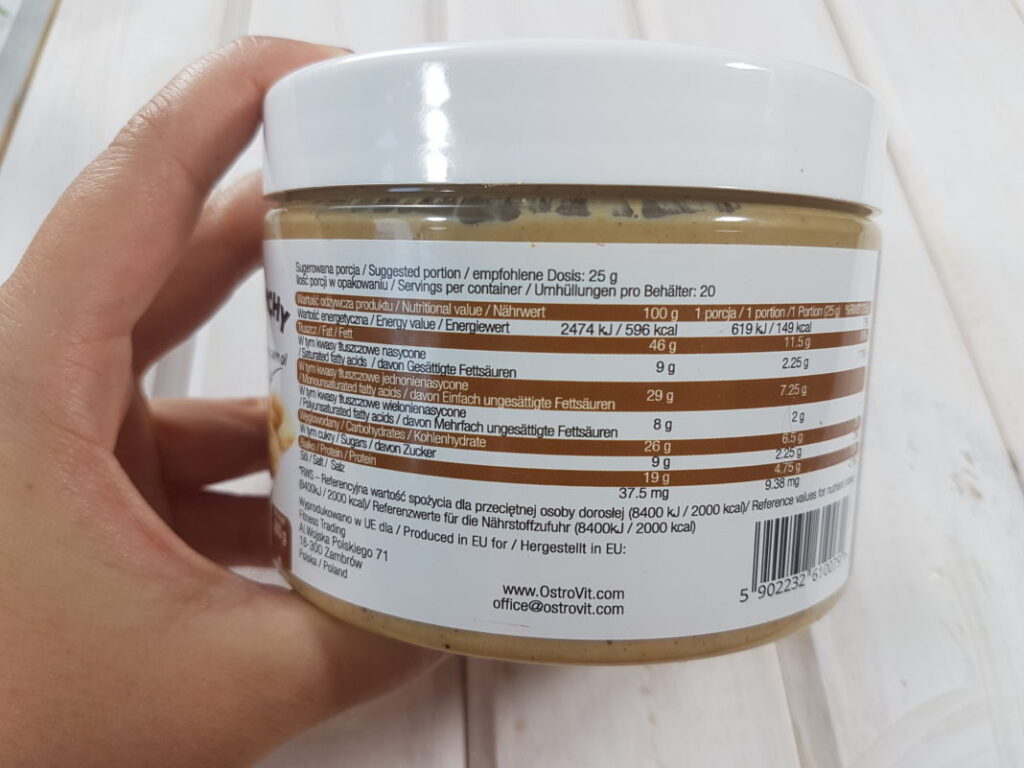 CHY
Sugerowana porcja / Suggested portion / empfohlene Dosis: 25 g
Ilość porcji w opakowaniu / Servings per container / Umhüllungen pro Behälter: 20
Wartość odżywcza produktu / Nutritional value / Nährwert 100 g 1 porcja / 1 portion /1 Portion (25 g)
Wartość energetyczna / Energy value / Energiewert 2474 kJ / 596 kcal 619 kJ / 149 kcal
Tłuszcz / Fat / Fett 46 g 11.5 g
W tym kwasy tłuszczowe nasycone
/ Saturated fatty acids / davon Gesättigte Fettsäuren 9 g 2.25 g
W tym kwasy tłuszczowe jednonienasycone
/ Monounsaturated fatty acids / davon Einfach ungesättigte Fettsäuren 29 g 7.25 g
W tym kwasy tłuszczowe wielonienasycone
/ Polyunsaturated fatty acids / davon Mehrfach ungesättigte Fettsäuren 8 g 2 g
Węglowodany / Carbohydrates / Kohlenhydrate 26 g 6.5 g
W tym cukry / Sugars / davon Zucker 9 g 2.25 g
Białko / Protein / Protein 19 g 4.75 g
Sól / Salt / Salz 37.5 mg 9.38 mg
*RWS – Referencyjna wartość spożycia dla przeciętnej osoby dorosłej (8400 kJ / 2000 kcal)/ Reference values for
(8400kJ / 2000 kcal)/ Referenzwerte für die Nährstoffzufuhr (8400kJ / 2000 kcal)
Wyprodukowano w UE dla / Produced in EU for / Hergestellt in EU:
Fitness Trading
Al Wojska Polskiego 71
18-300 Zambrów
Polska / Poland
www.OstroVit.com
office@ostrovit.com
5 902232 61007